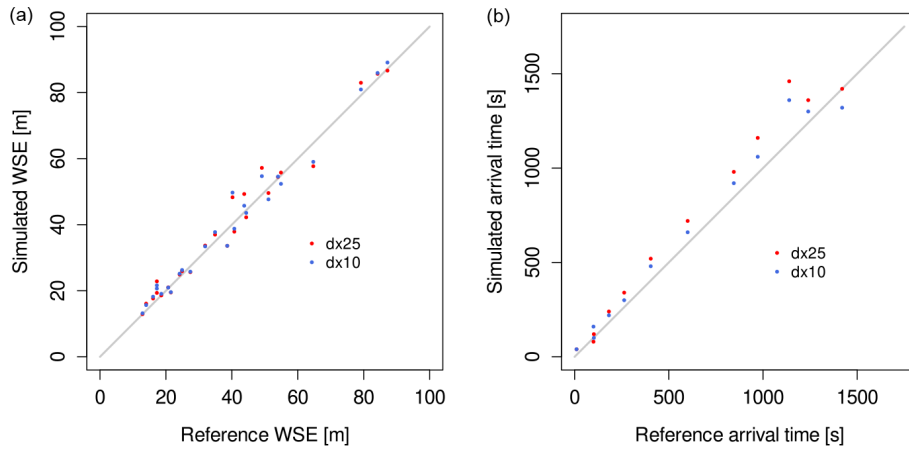 (a)
Simulated WSE [m]
100
80
60
40
20
0
dx25
dx10
0 20 40 60 80 100
Reference WSE [m]
(b)
Simulated arrival time [s]
1500
1000
500
0
dx25
dx10
0 500 1000 1500
Reference arrival time [s]